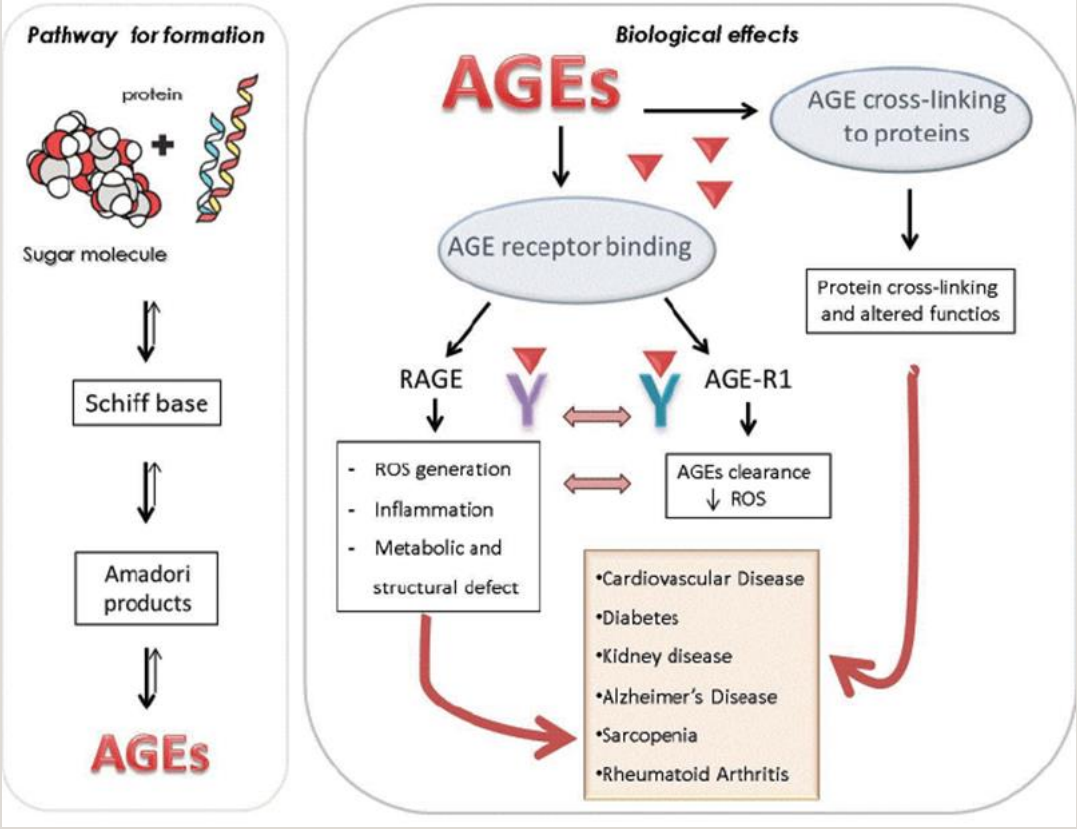 Pathway for formation
protein
+
Sugar molecule
Schiff base
Amadori
products
AGEs
Biological effects
AGEs
AGE cross-linking
to proteins
AGE receptor binding
Protein cross-linking
and altered functios
RAGE
Y
Y
AGE-R1
- ROS generation
- Inflammation
- Metabolic and
structural defect
AGEs clearance
↓ ROS
•Cardiovascular Disease
•Diabetes
•Kidney disease
•Alzheimer’s Disease
•Sarcopenia
•Rheumatoid Arthritis